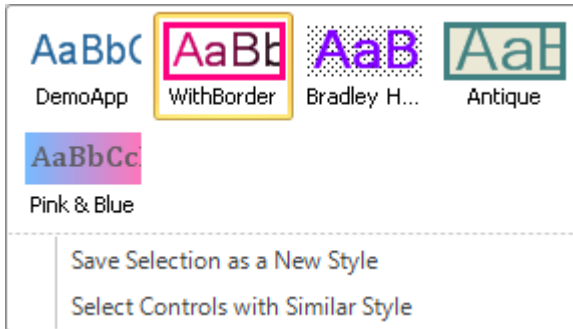 AaBbC AaBb AaB AaE
DemoApp WithBorder Bradley H... Antique
AaBbCc
Pink & Blue
Save Selection as a New Style
Select Controls with Similar Style